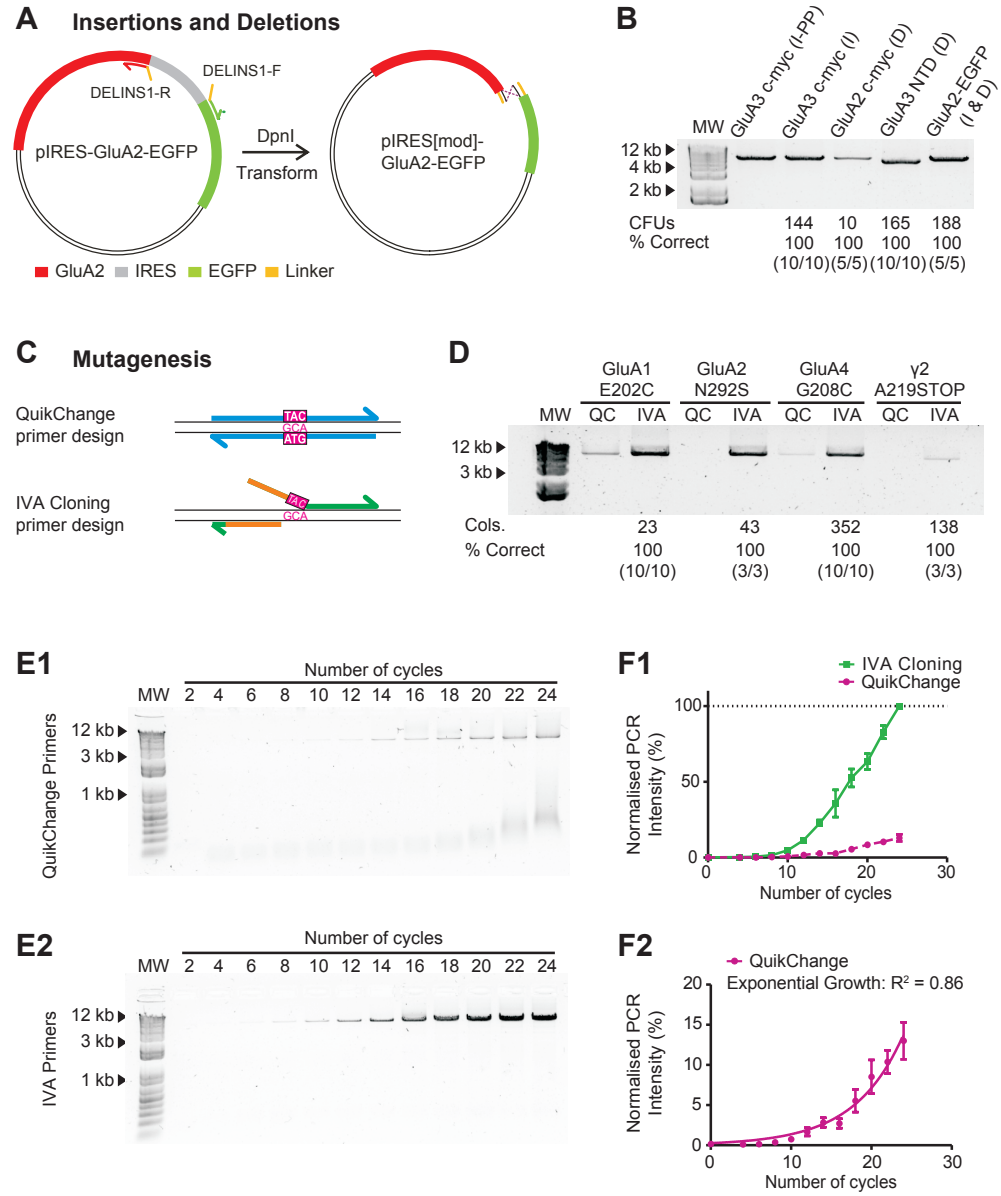 A Insertions and Deletions
DELINS1-F
DELINS1-R
pIRES-GluA2-EGFP
DpnI
Transform
pIRES[mod]-
GluA2-EGFP
GluA2 IRES EGFP Linker
B
GluA3 c-myc (I-PP)
GluA3 c-myc (I)
GluA2 c-myc (D)
GluA3 NTD (D)
GluA2-EGFP
(I & D)
MW
12 kb
4 kb
2 kb
CFUs 144 10 165 188
% Correct 100 100 100 100
(10/10) (5/5) (10/10) (5/5)
C Mutagenesis
QuikChange
primer design
TAC
GCA
ATG
IVA Cloning
primer design
TAC
GCA
D
GluA1 GluA2 GluA4 γ2
E202C N292S G208C A219STOP
MW QC IVA QC IVA QC IVA QC IVA
12 kb
3 kb
Cols. 23 43 352 138
% Correct 100 100 100 100
(10/10) (3/3) (10/10) (3/3)
E1
Number of cycles
MW 2 4 6 8 10 12 14 16 18 20 22 24
12 kb
3 kb
1 kb
QuikChange Primers
F1
IVA Cloning
QuikChange
Normalised PCR
Intensity (%)
100
50
0
0 10 20 30
Number of cycles
E2
Number of cycles
MW 2 4 6 8 10 12 14 16 18 20 22 24
12 kb
3 kb
1 kb
IVA Primers
F2
QuikChange
Exponential Growth: R² = 0.86
Normalised PCR
Intensity (%)
20
15
10
5
0
0 10 20 30
Number of cycles